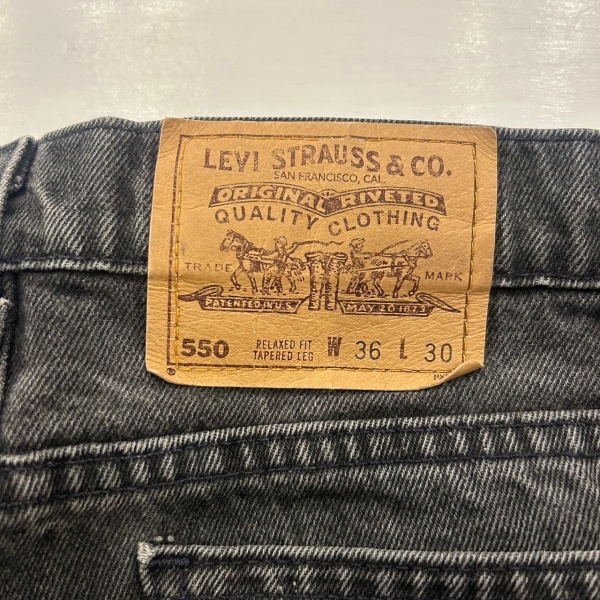 LEVI STRAUSS & CO.
SAN FRANCISCO, CAL.
ORIGINAL RIVETED
QUALITY CLOTHING
TRADE MARK
PATENTED IN U.S. MAY 20 1873
550 RELAXED FIT TAPERED LEG W 36 L 30
®